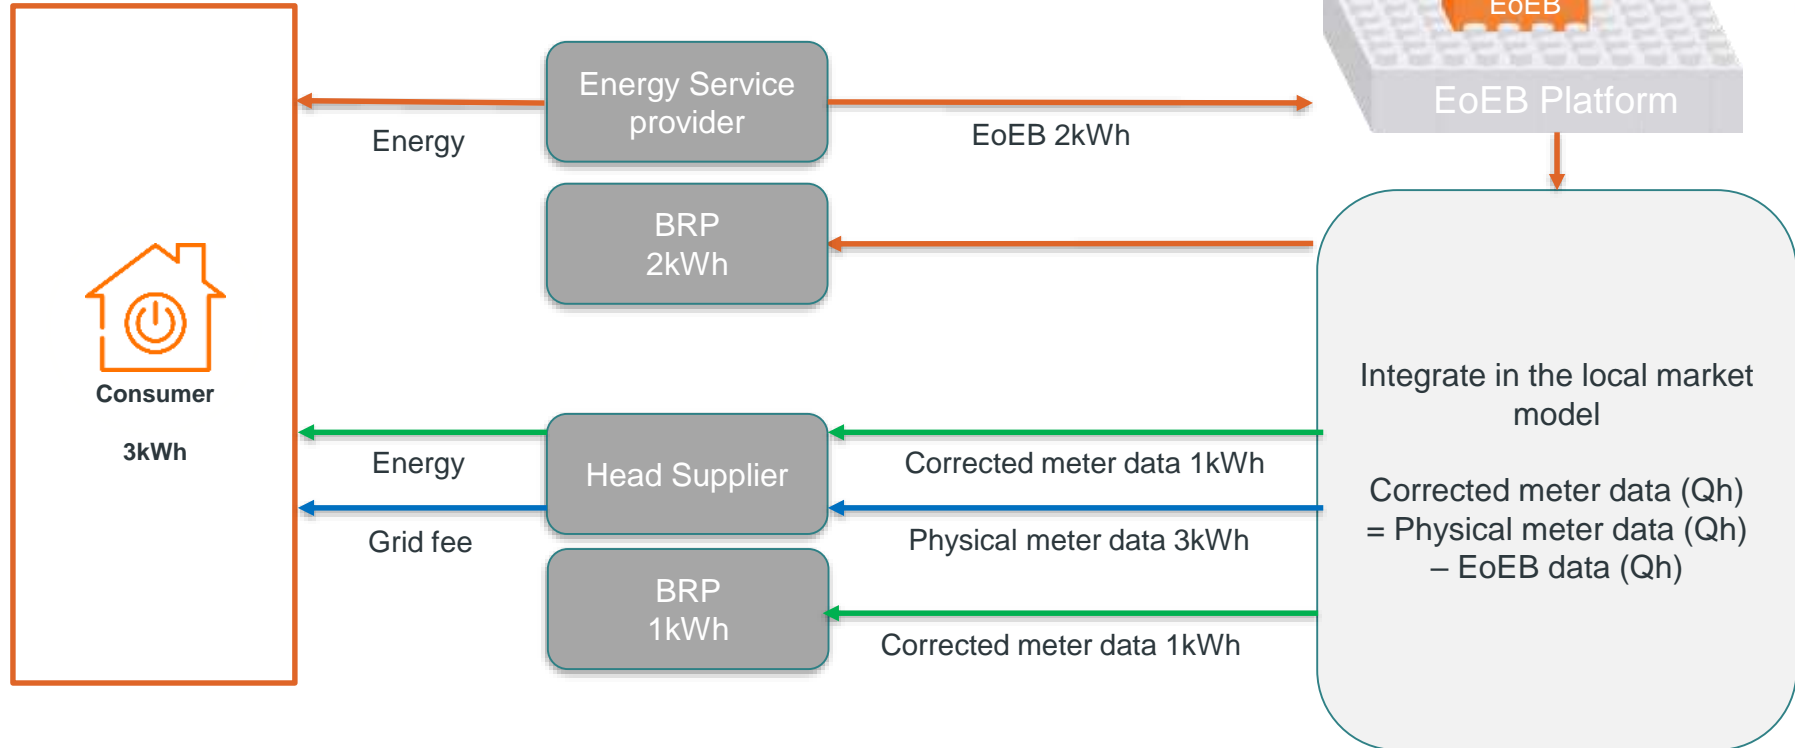 EoEB
EoEB Platform
Energy Service
provider
Energy
EoEB 2kWh
BRP
2kWh
Consumer
3kWh
Energy
Head Supplier
Corrected meter data 1kWh
Grid fee
Physical meter data 3kWh
BRP
1kWh
Corrected meter data 1kWh
Integrate in the local market
model
Corrected meter data (Qh)
= Physical meter data (Qh)
– EoEB data (Qh)